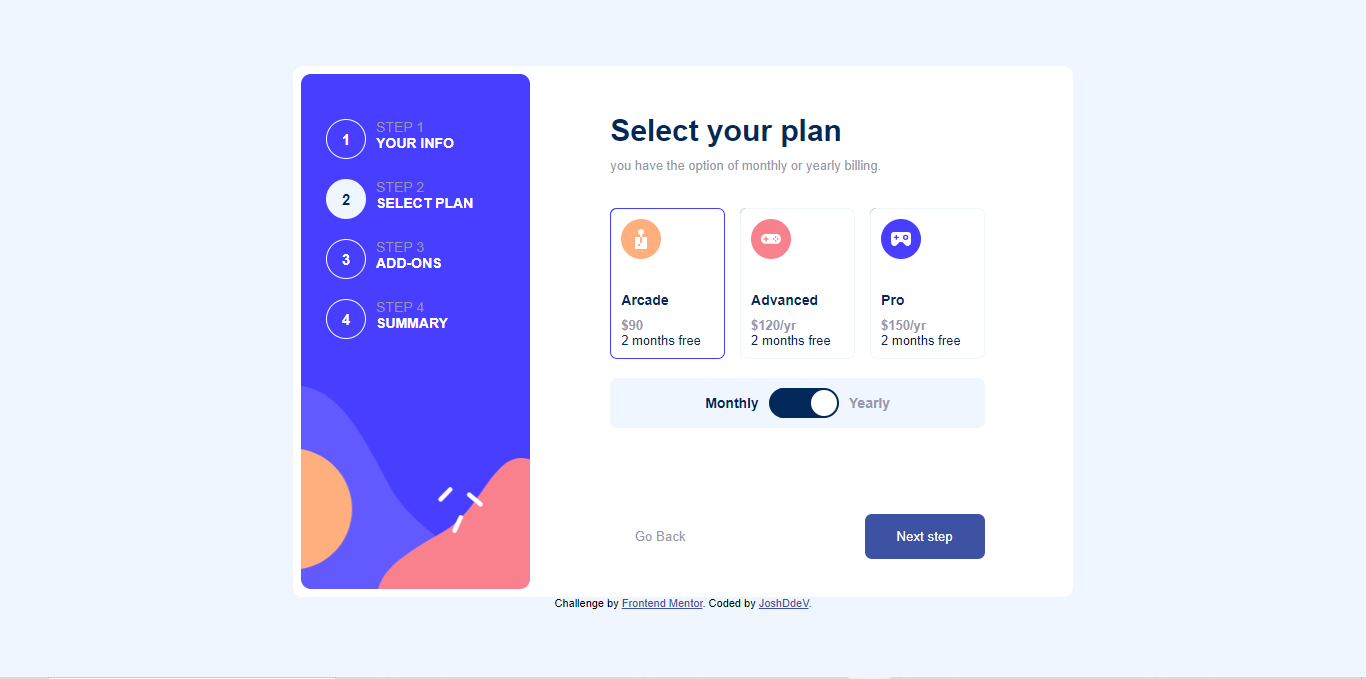 1
STEP 1
YOUR INFO
2
STEP 2
SELECT PLAN
3
STEP 3
ADD-ONS
4
STEP 4
SUMMARY
Select your plan
you have the option of monthly or yearly billing.
Arcade
$90
2 months free
Advanced
$120/yr
2 months free
Pro
$150/yr
2 months free
Monthly Yearly
Go Back
Next step
Challenge by Frontend Mentor. Coded by JoshDdeV.